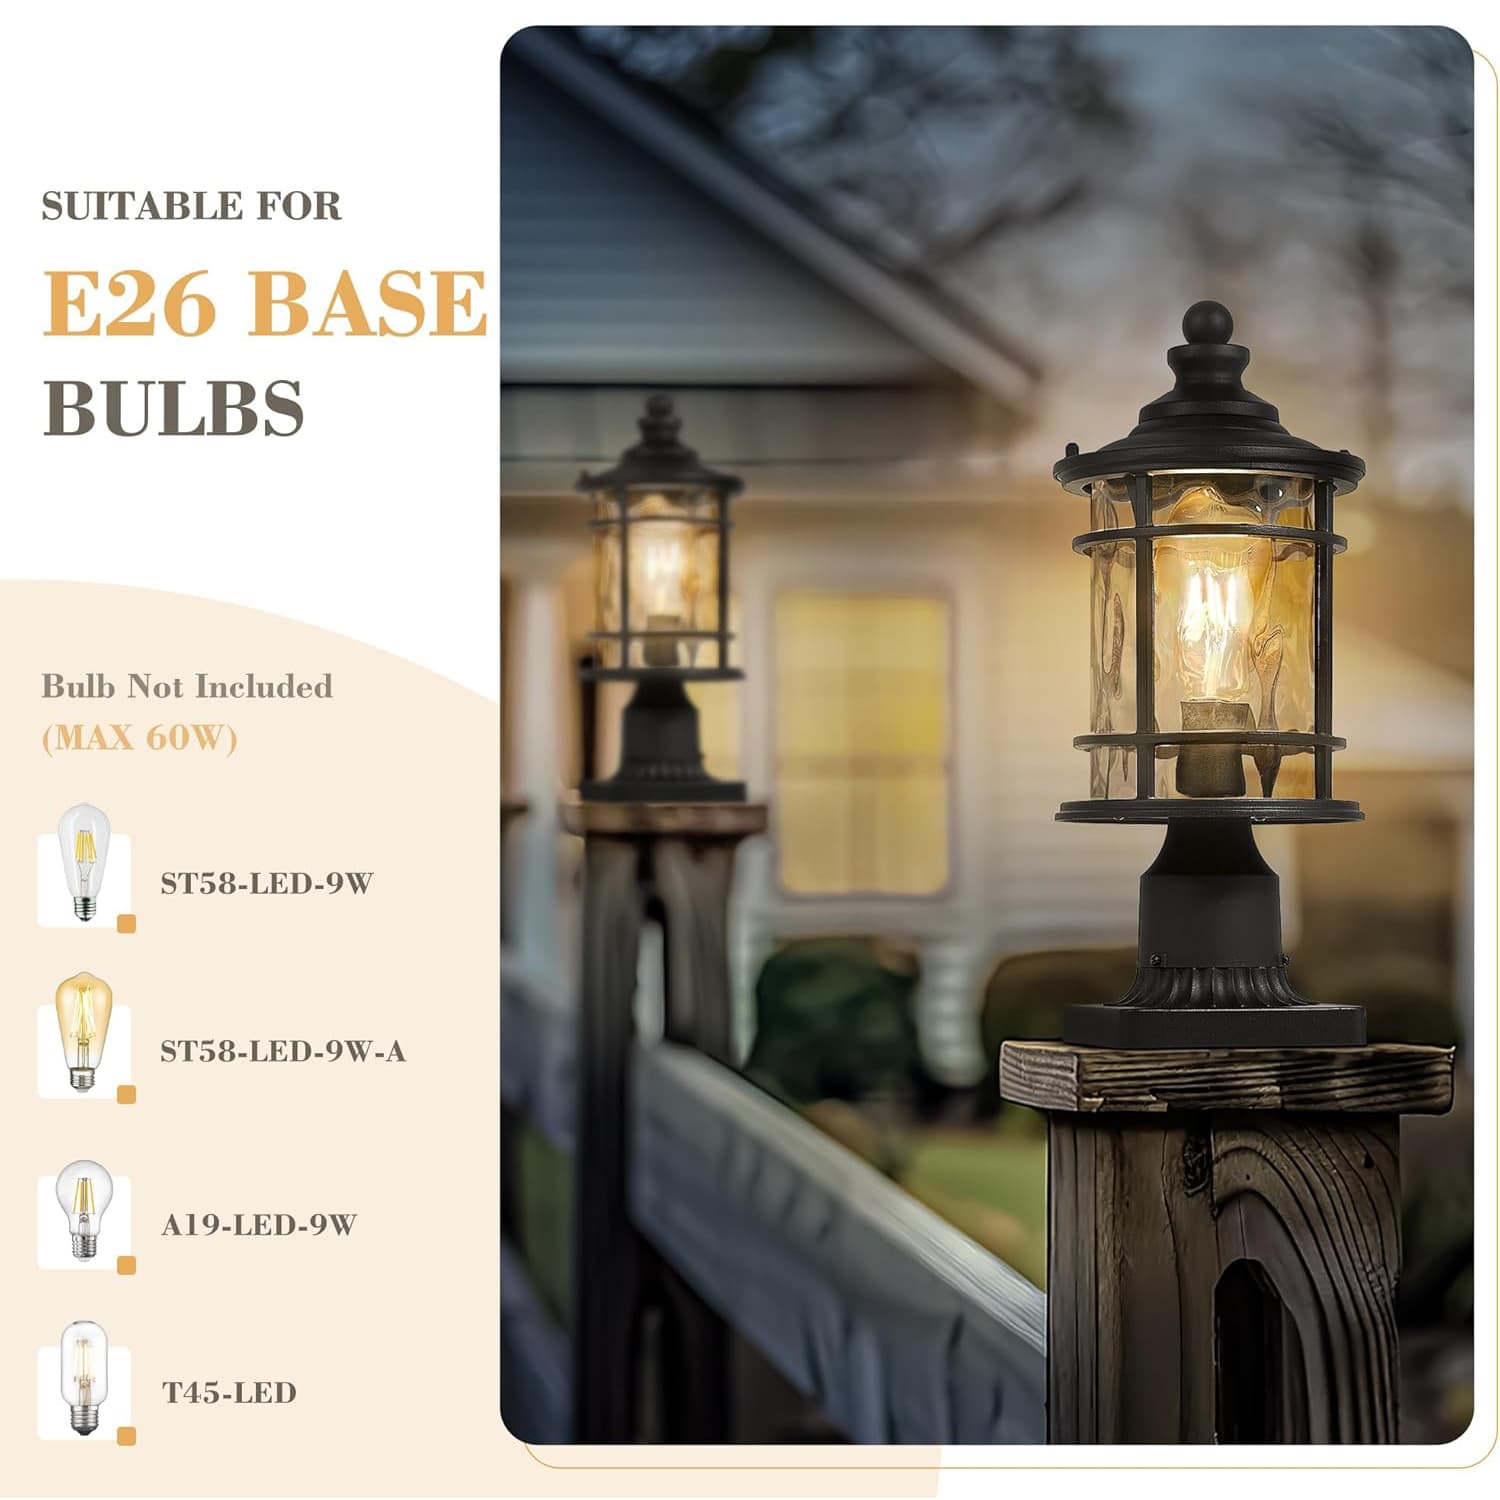 SUITABLE FOR
E26 BASE
BULBS
Bulb Not Included
(MAX 60W)
ST58-LED-9W
ST58-LED-9W-A
A19-LED-9W
T45-LED